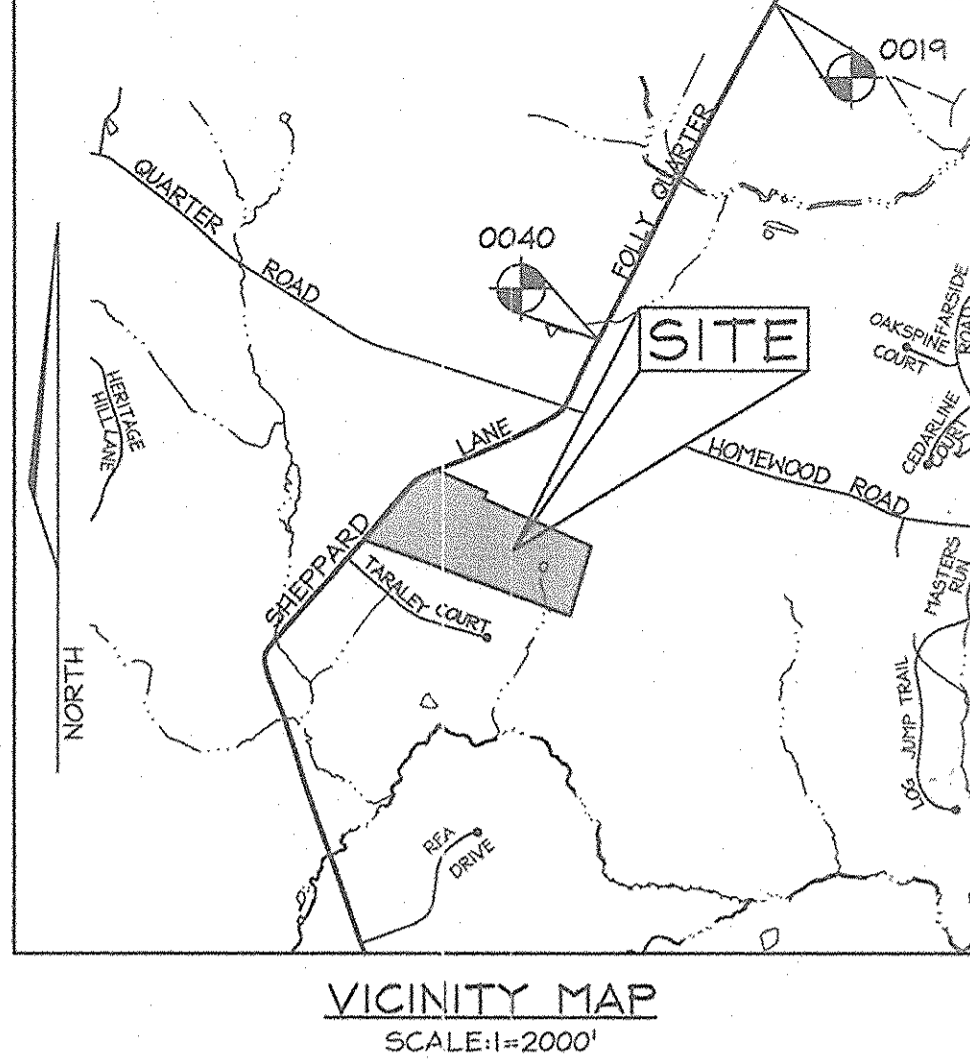 0019
QUARTER
ROAD
FOLLY QUARTER
0040
SITE
OAKSPINE
COURT
FARSIDE
ROAD
HERITAGE
HILL LANE
LANE
CEDARLINE
COURT
HOMEWOOD ROAD
SHEPPARD
TARALEY COURT
MASTERS
RUN
NORTH
LOG JUMP TRAIL
RFA
DRIVE
VICINITY MAP
SCALE:1=2000'